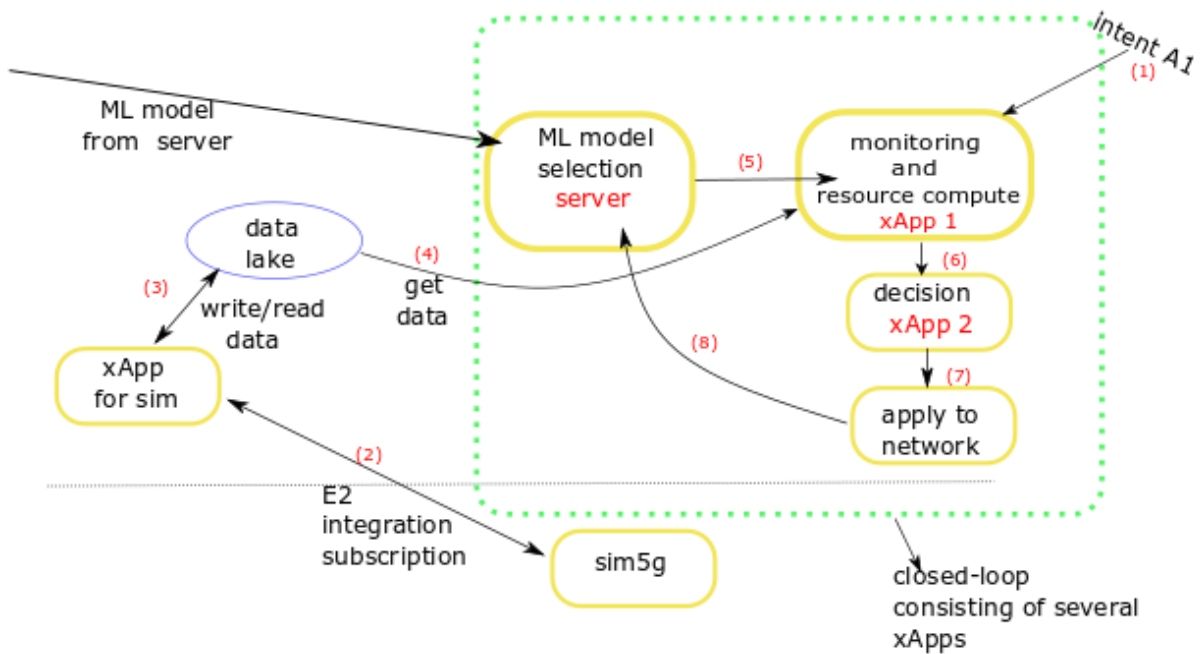 intent A1
(1)
ML model
from server
ML model
selection
server
(5)
monitoring
and
resource compute
xApp 1
data
lake
(4)
get
data
(6)
(3)
write/read
data
decision
xApp 2
(8)
xApp
for sim
(7)
apply to
network
(2)
E2
integration
subscription
sim5g
closed-loop
consisting of several
xApps